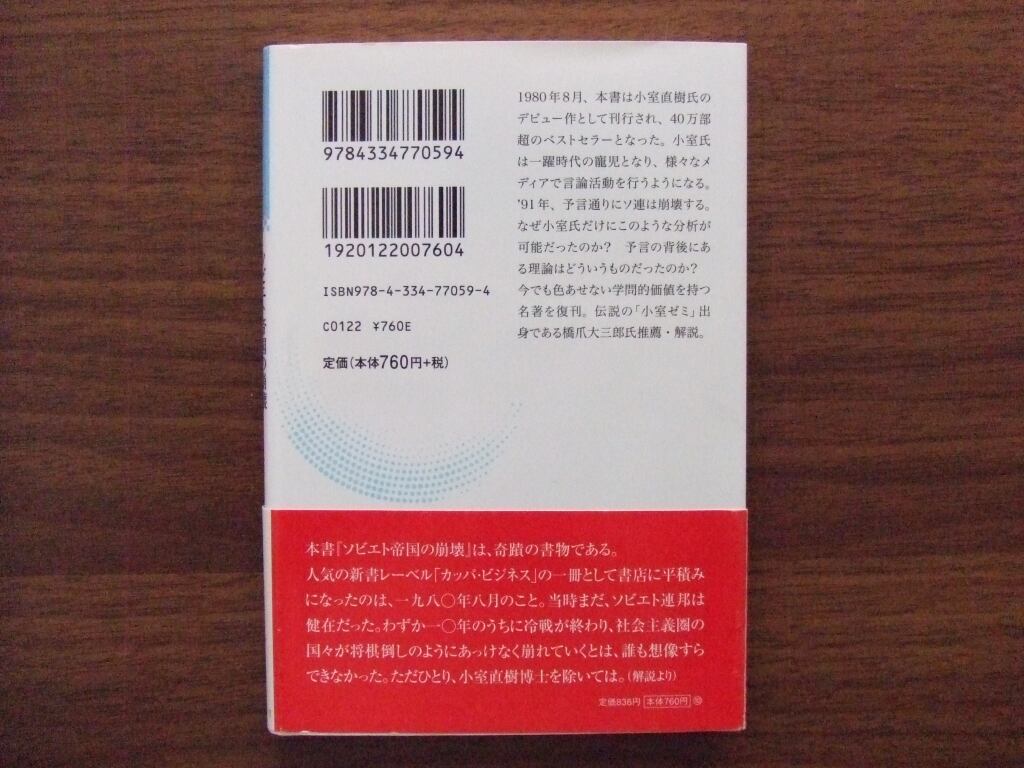 9784334770594
1920122007604
ISBN978-4-334-77059-4
C0122 ¥760E
定価(本体760円+税)
1980年8月、本書は小室直樹氏の
デビュー作として刊行され、40万部
超のベストセラーとなった。小室氏
は一躍時代の寵児となり、様々なメ
ディアで言論活動を行うようになる。
'91年、予言通りにソ連は崩壊する。
なぜ小室氏だけにこのような分析が
可能だったのか？　予言の背後にあ
る理論はどういうものだったのか？
今でも色あせない学問的価値を持つ
名著を復刊。伝説の「小室ゼミ」出
身である橋爪大三郎氏推薦・解説。
本書『ソビエト帝国の崩壊』は、奇蹟の書物である。
人気の新書レーベル「カッパ・ビジネス」の一冊として書店に平積み
になったのは、一九八〇年八月のこと。当時まだ、ソビエト連邦は
健在だった。わずか一〇年のうちに冷戦が終わり、社会主義圏の
国々が将棋倒しのようにあっけなく崩れていくとは、誰も想像すら
できなかった。ただひとり、小室直樹博士を除いては。(解説より)
定価836円 本体760円 ⑩